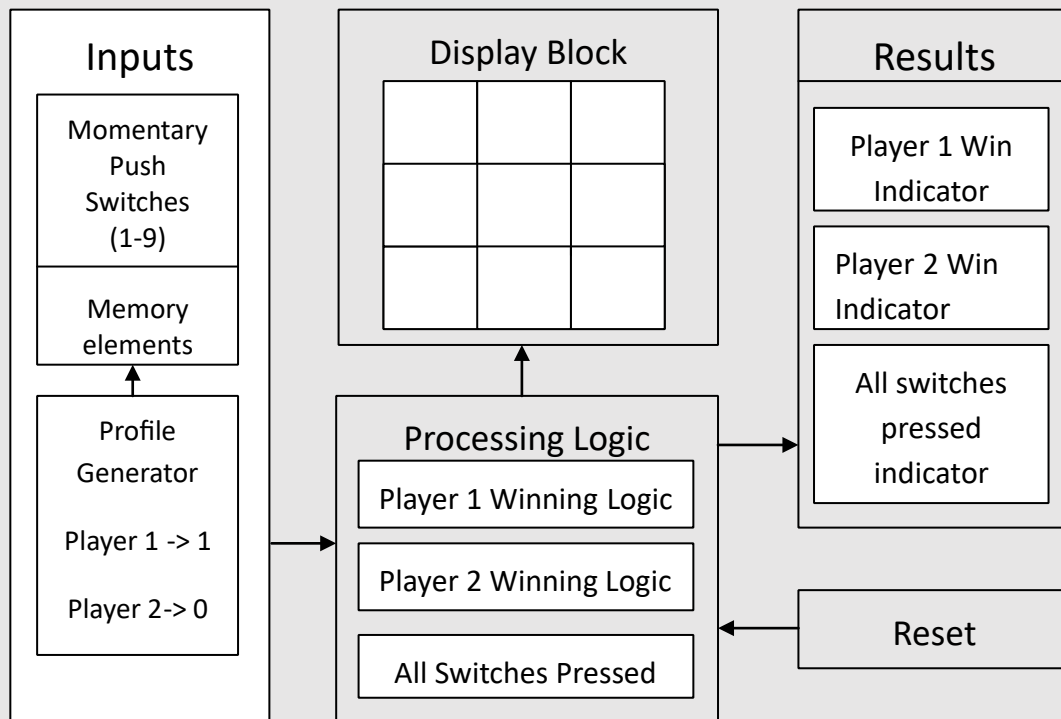 Inputs
Momentary
Push
Switches
(1-9)
Memory
elements
Profile
Generator
Player 1 -> 1
Player 2-> 0
Display Block
Processing Logic
Player 1 Winning Logic
Player 2 Winning Logic
All Switches Pressed
Results
Player 1 Win
Indicator
Player 2 Win
Indicator
All switches
pressed
indicator
Reset